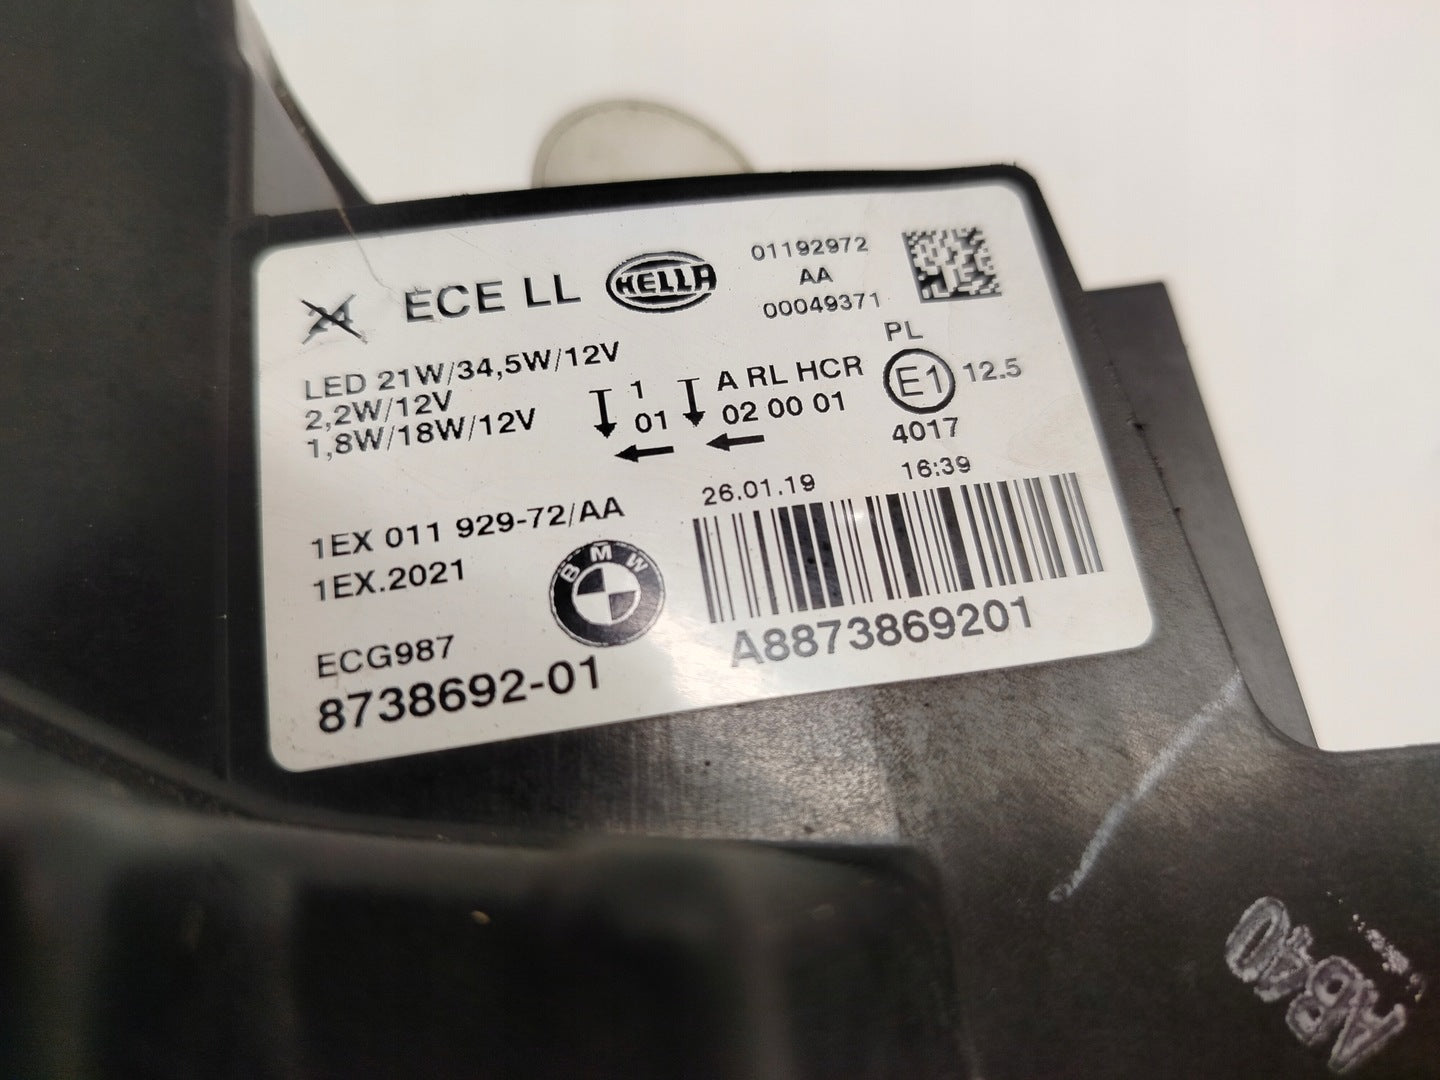 ECE LL
HELLA
01192972
AA
00049371
LED 21W/34,5W/12V
2,2W/12V
1,8W/18W/12V
1
01
A RL HCR
02 00 01
PL
E1
12.5
4017
26.01.19
16:39
1EX 011 929-72/AA
1EX.2021
BMW
A8873869201
ECG987
8738692-01